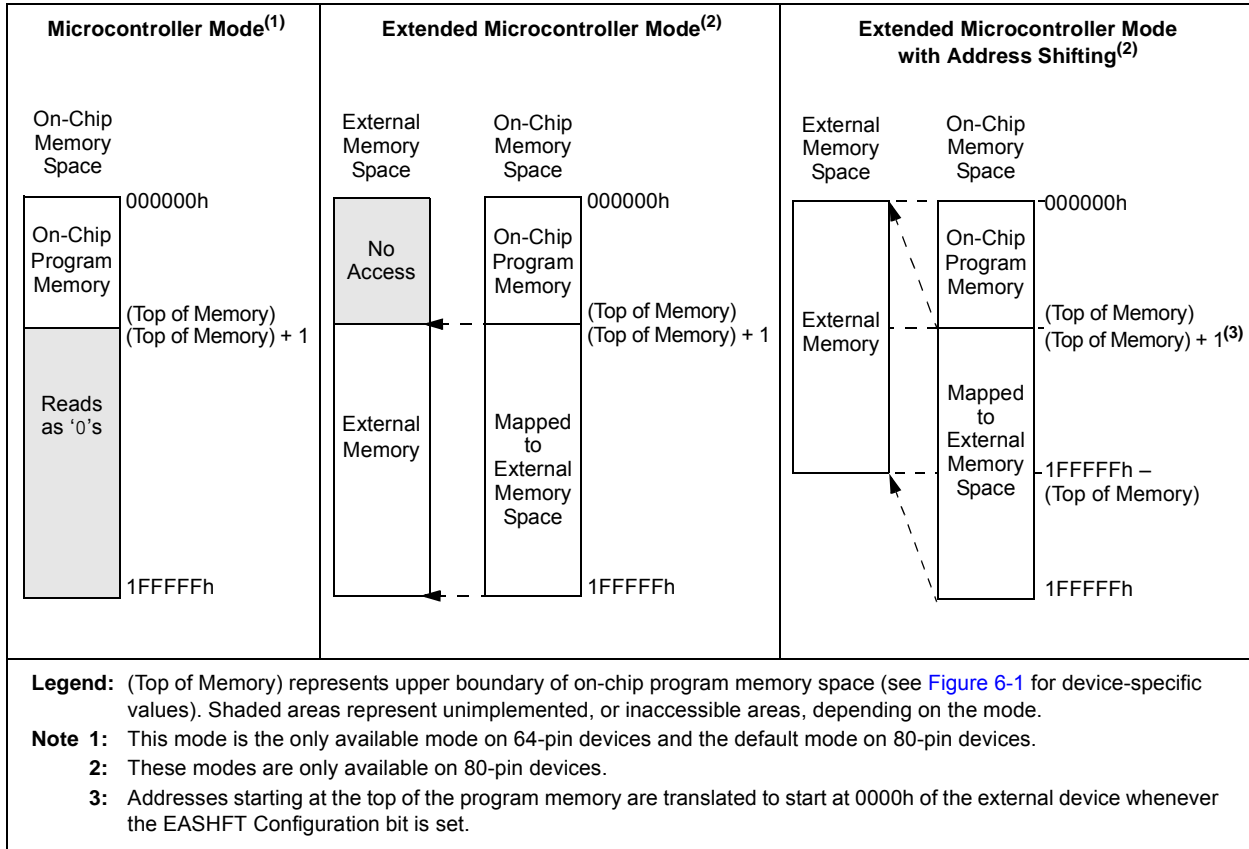 Microcontroller Mode(1)
On-Chip
Memory
Space
000000h
On-Chip
Program
Memory
(Top of Memory)
(Top of Memory) + 1
Reads
as ‘0’s
1FFFFFh
Extended Microcontroller Mode(2)
External
Memory
Space
On-Chip
Memory
Space
000000h
No
Access
On-Chip
Program
Memory
(Top of Memory)
(Top of Memory) + 1
External
Memory
Mapped
to
External
Memory
Space
1FFFFFh
Extended Microcontroller Mode
with Address Shifting(2)
External
Memory
Space
On-Chip
Memory
Space
000000h
On-Chip
Program
Memory
External
Memory
(Top of Memory)
(Top of Memory) + 1(3)
Mapped
to
External
Memory
Space
1FFFFFh –
(Top of Memory)
1FFFFFh
Legend: (Top of Memory) represents upper boundary of on-chip program memory space (see Figure 6-1 for device-specific
values). Shaded areas represent unimplemented, or inaccessible areas, depending on the mode.
Note 1: This mode is the only available mode on 64-pin devices and the default mode on 80-pin devices.
2: These modes are only available on 80-pin devices.
3: Addresses starting at the top of the program memory are translated to start at 0000h of the external device whenever
the EASHFT Configuration bit is set.